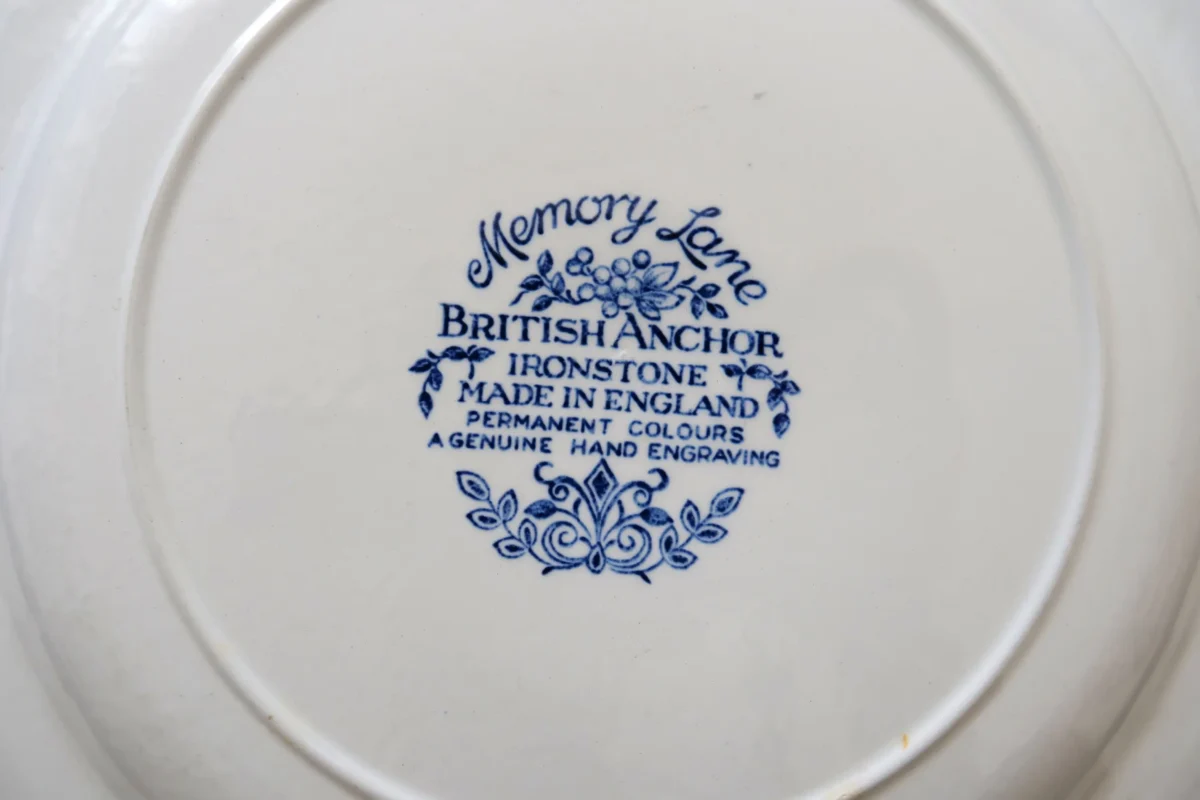 Memory Lane
BRITISH ANCHOR
IRONSTONE
MADE IN ENGLAND
PERMANENT COLOURS
A GENUINE HAND ENGRAVING